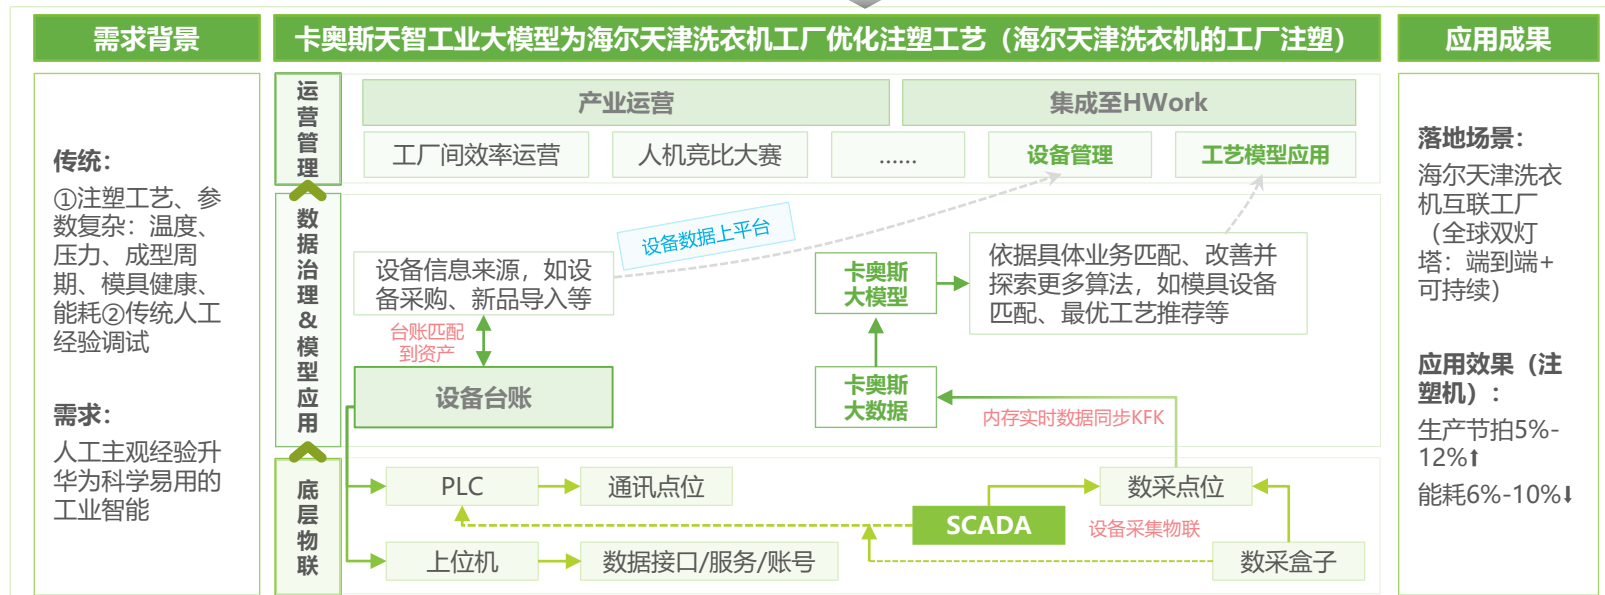 需求背景
传统：
①注塑工艺、参
数复杂：温度、
压力、成型周
期、模具健康、
能耗②传统人工
经验调试
需求：
人工主观经验升
华为科学易用的
工业智能
卡奥斯天智工业大模型为海尔天津洗衣机工厂优化注塑工艺（海尔天津洗衣机的工厂注塑）
运营管理
产业运营
集成至HWork
工厂间效率运营
人机竞比大赛
......
设备管理
工艺模型应用
数据治理&模型应用
设备数据上平台
设备信息来源，如设
备采购、新品导入等
台账匹配
到资产
设备台账
卡奥斯
大模型
依据具体业务匹配、改善并
探索更多算法，如模具设备
匹配、最优工艺推荐等
卡奥斯
大数据
内存实时数据同步KFK
底层物联
PLC
通讯点位
数采点位
SCADA
设备采集物联
上位机
数据接口/服务/账号
数采盒子
应用成果
落地场景：
海尔天津洗衣
机互联工厂
（全球双灯
塔：端到端+
可持续）
应用效果（注
塑机）：
生产节拍5%-
12%⬆
能耗6%-10%⬇